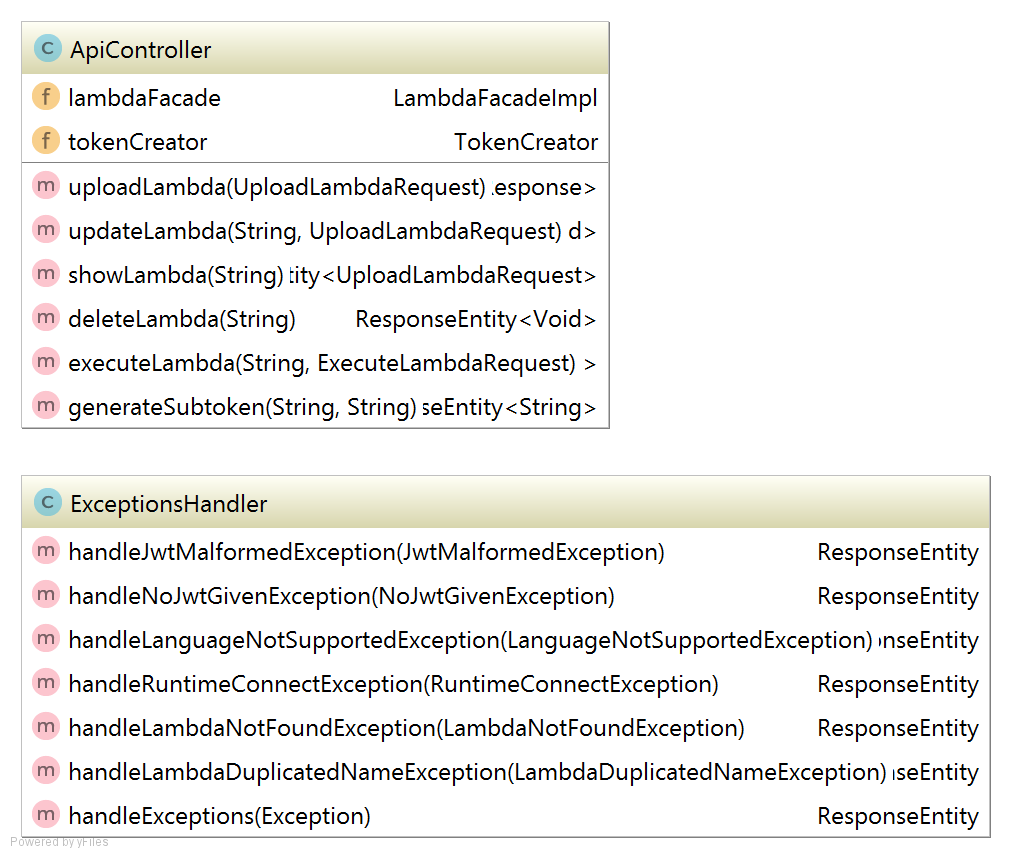 C ApiController
f lambdaFacade LambdaFacadeImpl
f tokenCreator TokenCreator
m uploadLambda(UploadLambdaRequest) esponse>
m updateLambda(String, UploadLambdaRequest) d>
m showLambda(String) tity<UploadLambdaRequest>
m deleteLambda(String) ResponseEntity<Void>
m executeLambda(String, ExecuteLambdaRequest) >
m generateSubtoken(String, String) seEntity<String>
C ExceptionsHandler
m handleJwtMalformedException(JwtMalformedException) ResponseEntity
m handleNoJwtGivenException(NoJwtGivenException) ResponseEntity
m handleLanguageNotSupportedException(LanguageNotSupportedException) nseEntity
m handleRuntimeConnectException(RuntimeConnectException) ResponseEntity
m handleLambdaNotFoundException(LambdaNotFoundException) ResponseEntity
m handleLambdaDuplicatedNameException(LambdaDuplicatedNameException) seEntity
m handleExceptions(Exception) ResponseEntity
Powered by yFiles